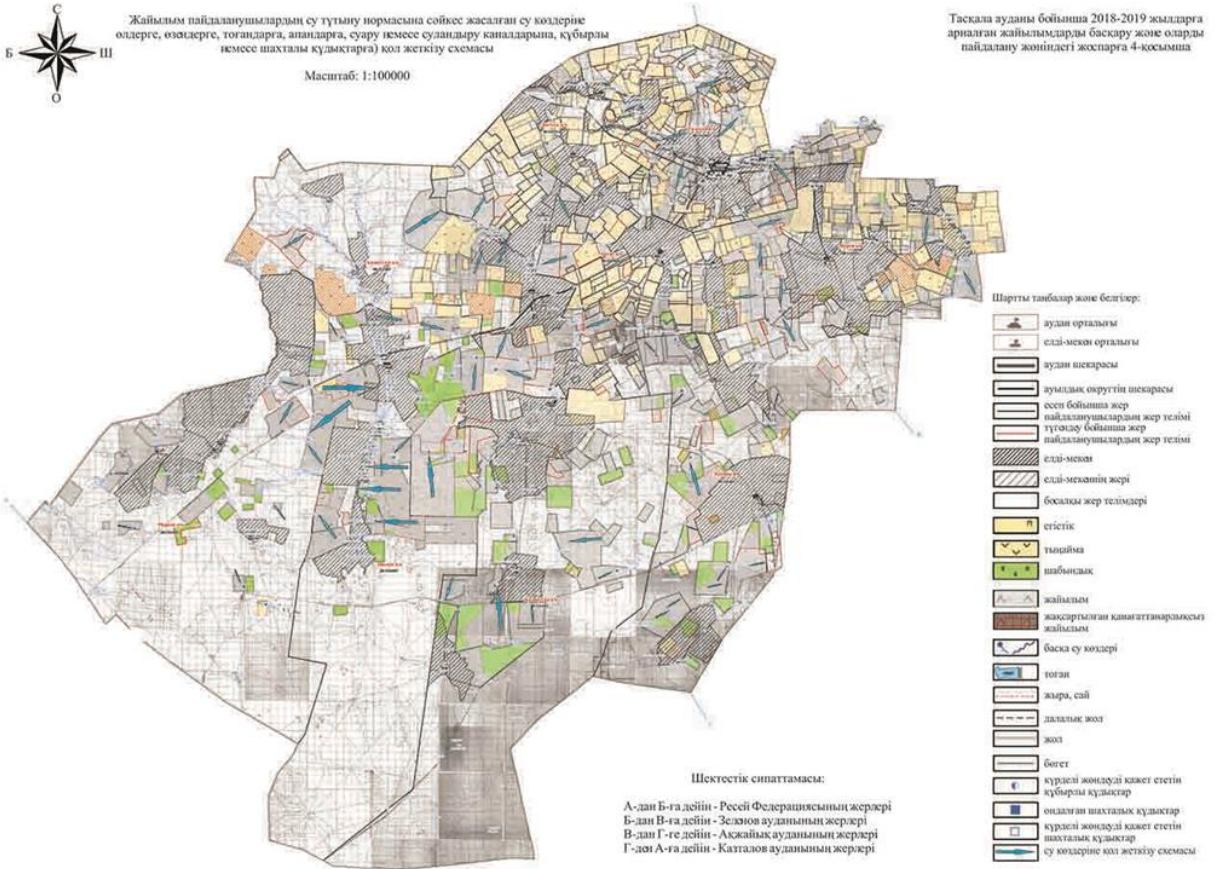 С
Б
Ш
О
Жайылым пайдаланушылардың су тұтыну нормасына сәйкес жасалған су көздеріне
өлдерге, өзендерге, тоғандарға, апандарға, суару немесе суландыру каналдарына, құбырлы
немесе шахталы құдықтарға) қол жеткізу схемасы
Масштаб: 1:100000
Тасқала ауданы бойынша 2018-2019 жылдарға
арналған жайылымдарды басқару және оларды
пайдалану жөніндегі жоспарға 4-қосымша
Шартты таңбалар және белгілер:
аудан орталығы
елді-мекен орталығы
аудан шекарасы
ауылдық округтің шекарасы
есеп бойынша жер
пайдаланушылардың жер телімі
түгендеу бойынша жер
пайдаланушылардың жер телімі
елді-мекен
елді-мекеннің жері
босалқы жер телімдері
егістік
тыңайма
шабындық
жайылым
жақсартылған қанағаттанарлықсыз
жайылым
басқа су көздері
тоған
жыра, сай
далалық жол
жол
бөгет
күрделі жөндеуді қажет ететін
құбырлы құдықтар
оңдалған шахталық құдықтар
күрделі жөндеуді қажет ететін
шахталық құдықтар
су көздеріне қол жеткізу схемасы
Шектестік сипаттамасы:
А-дан Б-ға дейін - Ресей Федерациясының жерлері
Б-дан В-ға дейін - Зеленов ауданының жерлері
В-дан Г-ге дейін - Ақжайық ауданының жерлері
Г-ден А-ға дейін - Казталов ауданының жерлері